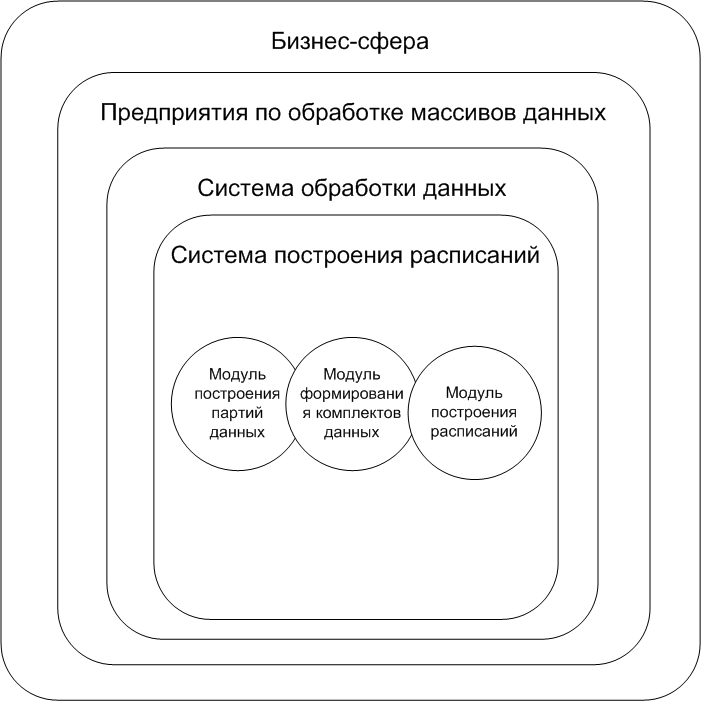 Бизнес-сфера
Предприятия по обработке массивов данных
Система обработки данных
Система построения расписаний
Модуль
построения
партий
данных
Модуль
формировани
я комплектов
данных
Модуль
построения
расписаний